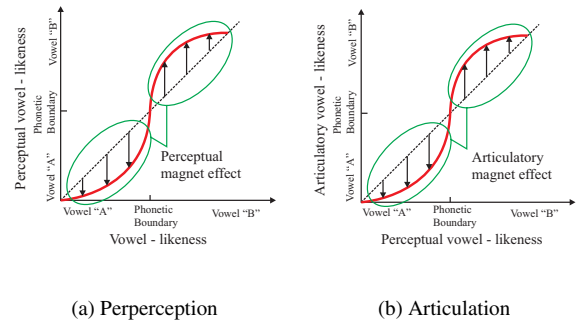 Perceptual vowel - likeness
Vowel “B”
Phonetic
Boundary
Vowel “A”
Perceptual
magnet effect
Vowel “A”
Phonetic
Boundary
Vowel “B”
Vowel - likeness
(a) Perperception
Articulatory vowel - likeness
Vowel “B”
Phonetic
Boundary
Vowel “A”
Articulatory
magnet effect
Vowel “A”
Phonetic
Boundary
Vowel “B”
Perceptual vowel - likeness
(b) Articulation